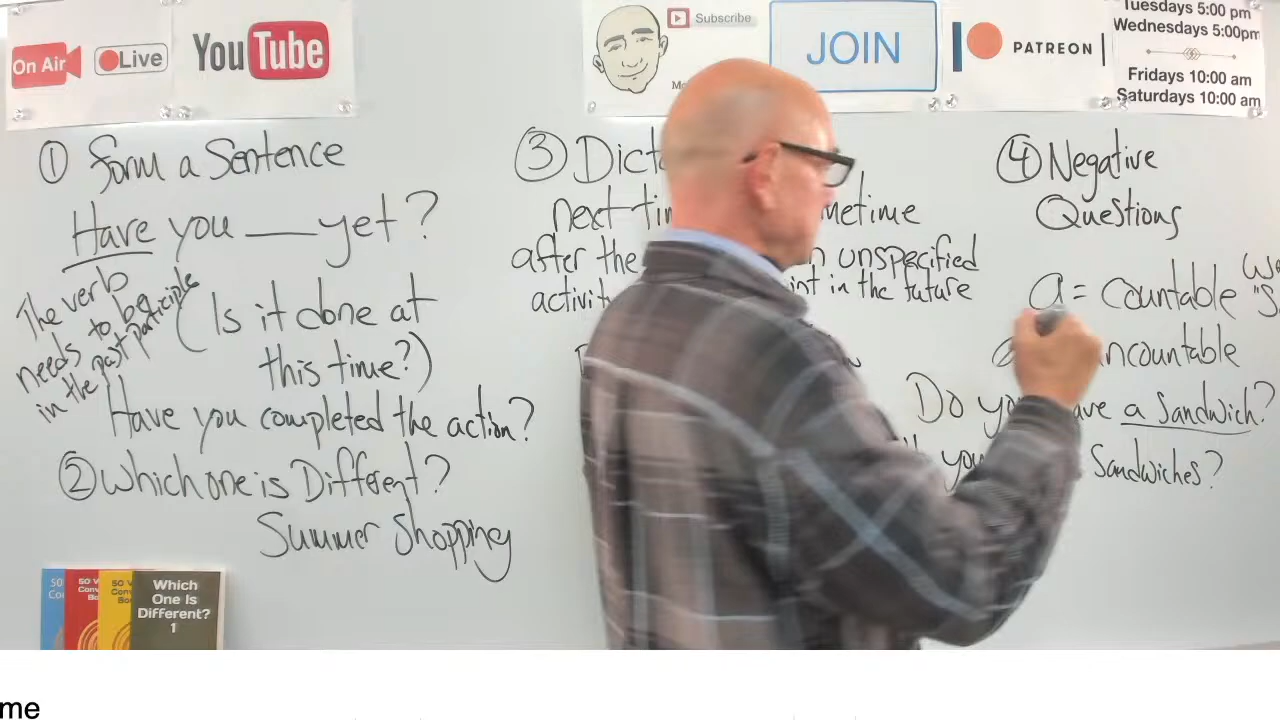 On Air
Live
YouTube
Subscribe
JOIN
PATREON
Tuesdays 5:00 pm
Wednesdays 5:00pm
Fridays 10:00 am
Saturdays 10:00 am
① Form a Sentence
Have you ___ yet?
The verb
needs to be
in the past participle
(Is it done at
this time?)
Have you completed the action?
② Which one is Different?
Summer Shopping
③
next
after the unspecified
in the future
④ Negative
Questions
a = countable
Do you have a sandwich?
Sandwiches?
50
50
50
Which
One Is
Different?
1
me